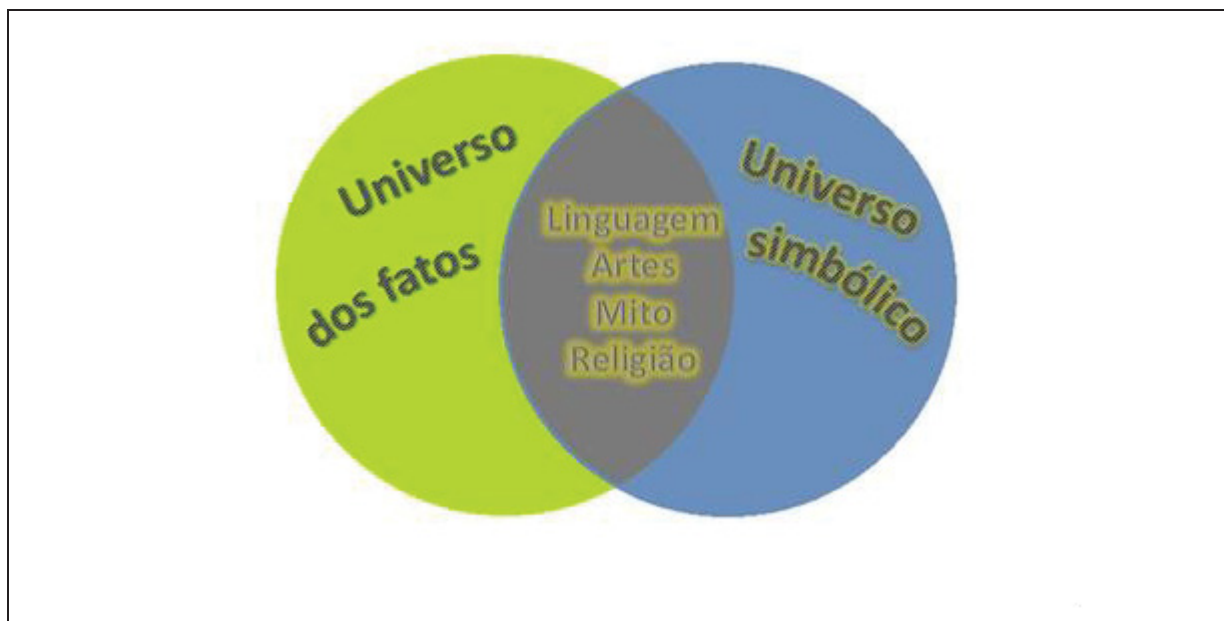 Universo
dos fatos
Linguagem
Artes
Mito
Religião
Universo
simbólico